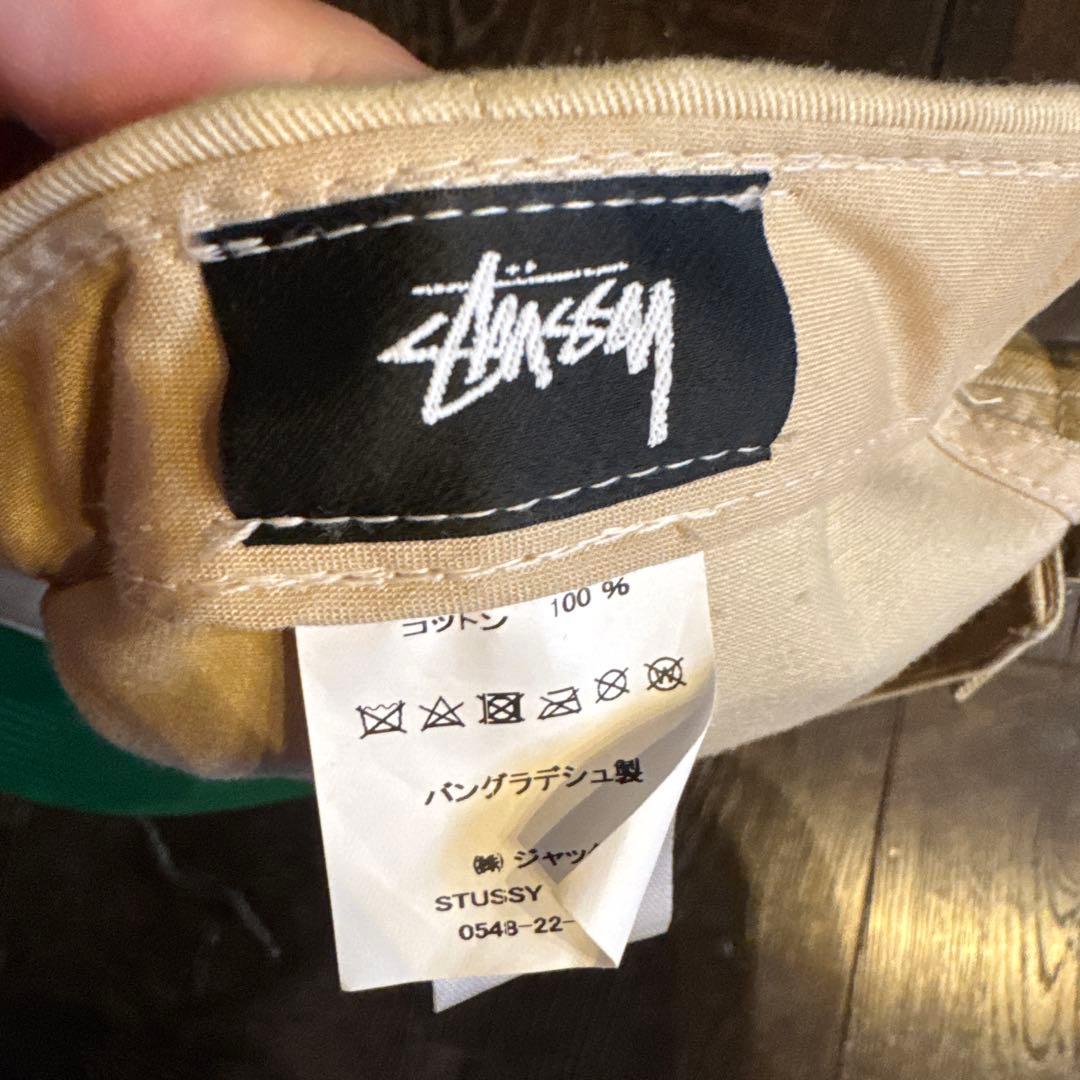 STUSSY
コットン 100 %
バングラデシュ製
㈱ ジャッ
STUSSY
0548-22-